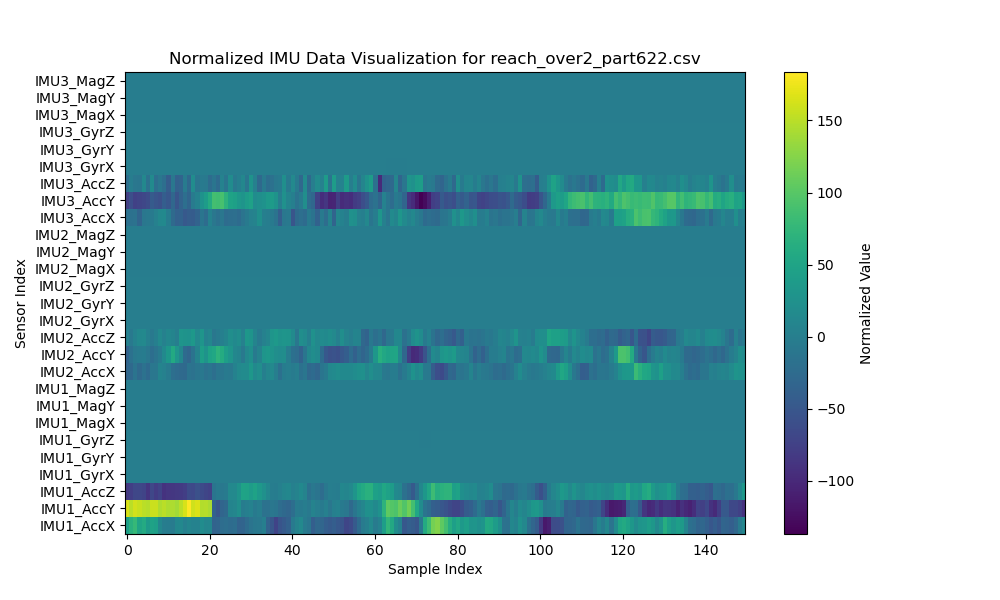 Normalized IMU Data Visualization for reach_over2_part622.csv
IMU3_MagZ
IMU3_MagY
IMU3_MagX
IMU3_GyrZ
IMU3_GyrY
IMU3_GyrX
IMU3_AccZ
IMU3_AccY
IMU3_AccX
IMU2_MagZ
IMU2_MagY
IMU2_MagX
IMU2_GyrZ
IMU2_GyrY
IMU2_GyrX
IMU2_AccZ
IMU2_AccY
IMU2_AccX
IMU1_MagZ
IMU1_MagY
IMU1_MagX
IMU1_GyrZ
IMU1_GyrY
IMU1_GyrX
IMU1_AccZ
IMU1_AccY
IMU1_AccX
Sensor Index
0 20 40 60 80 100 120 140
Sample Index
150
100
50
0
−50
−100
Normalized Value